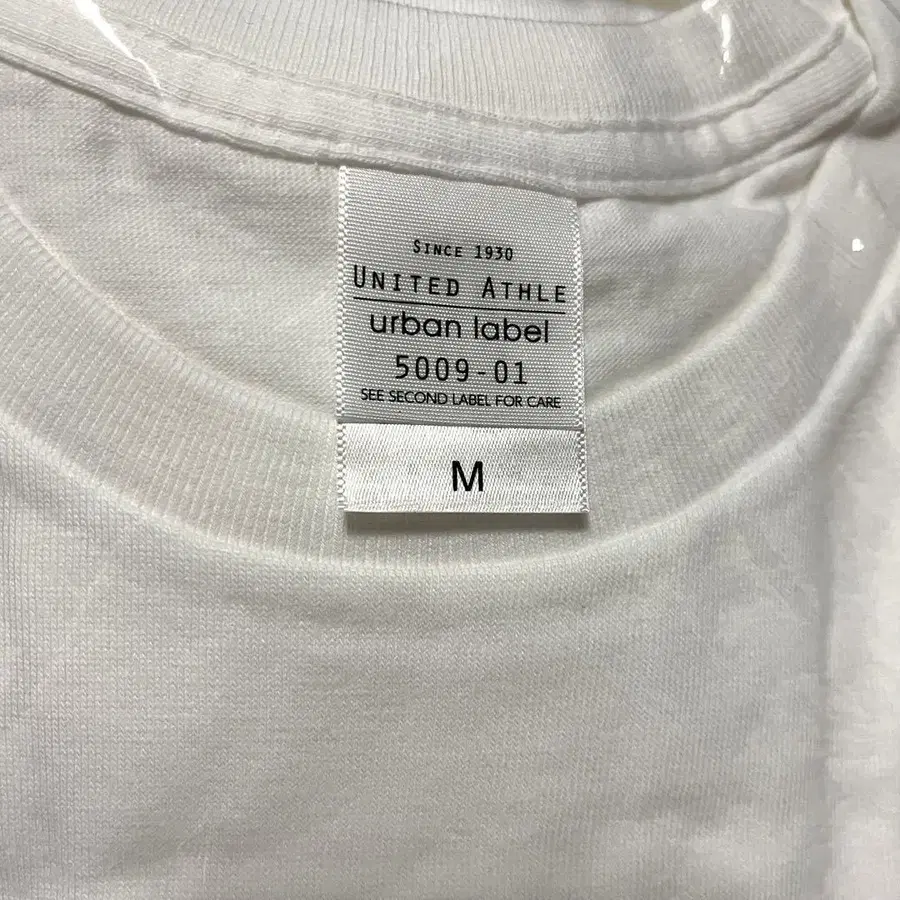 SINCE 1930
UNITED ATHLE
urban label
5009-01
SEE SECOND LABEL FOR CARE
M